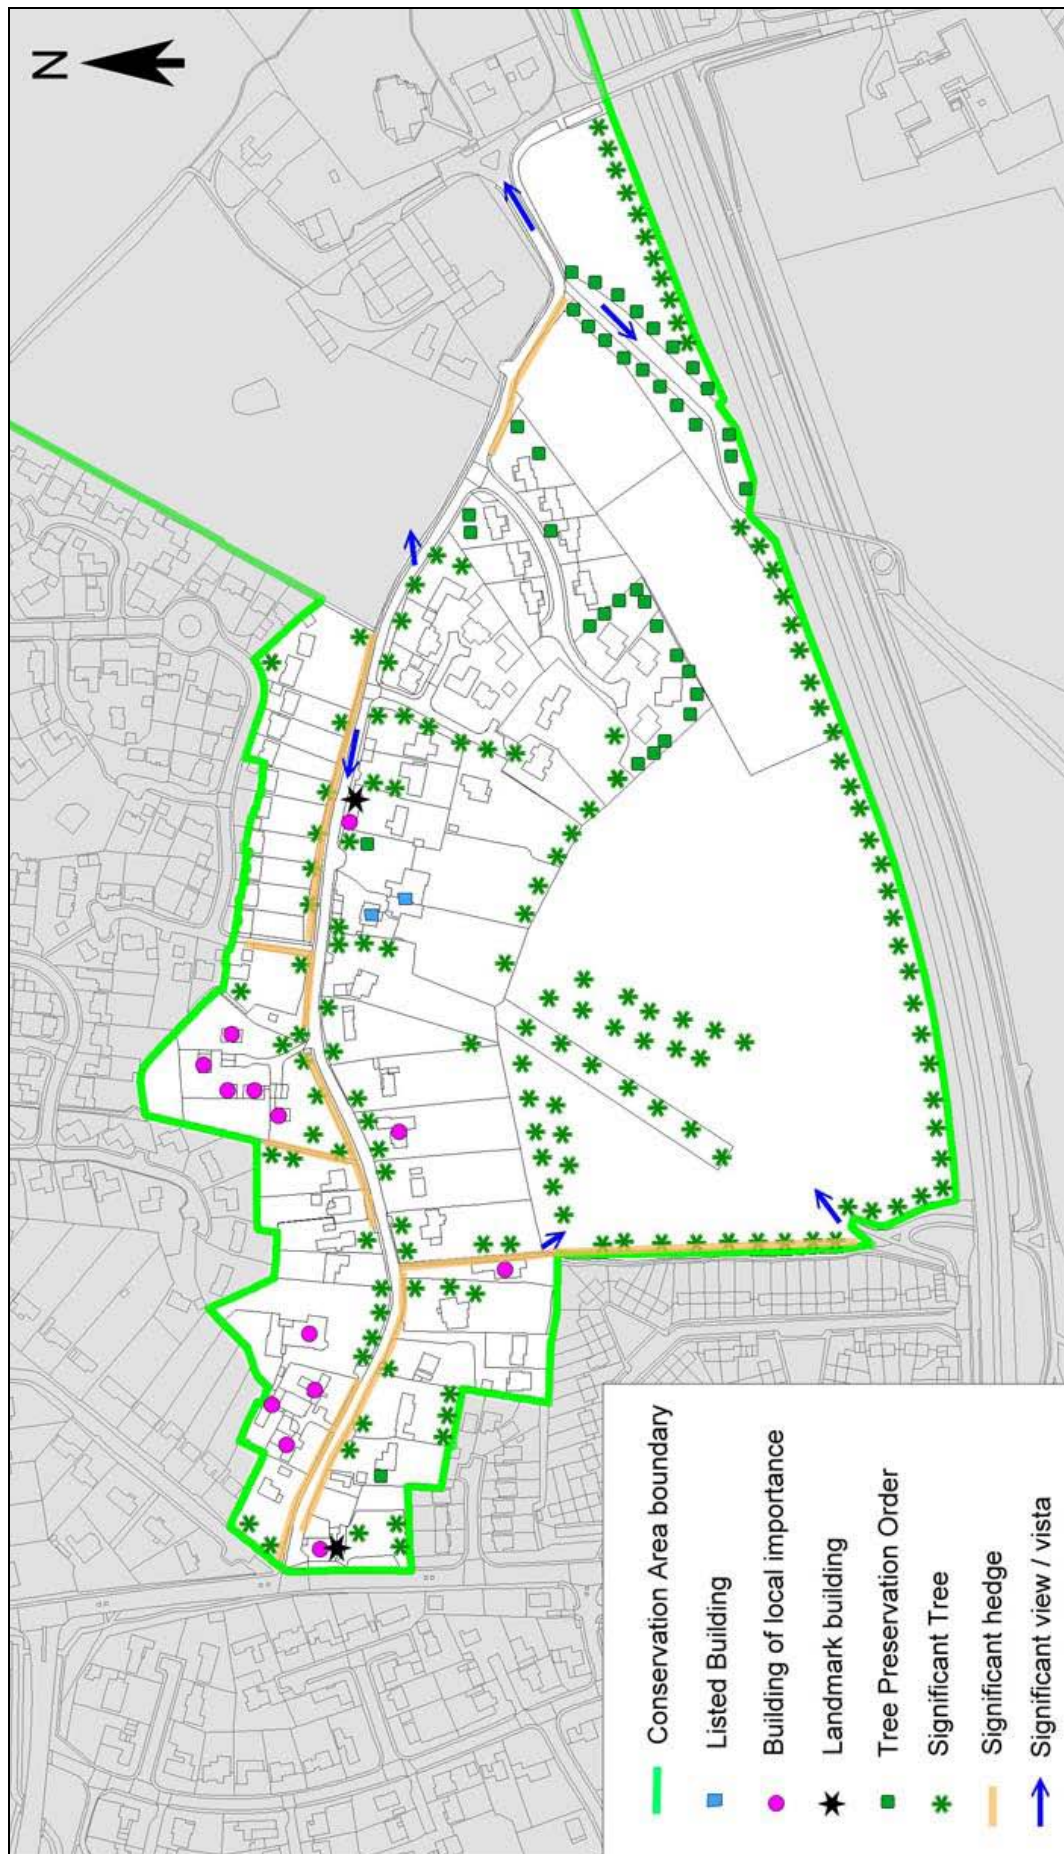 N
Conservation Area boundary
Listed Building
Building of local importance
Landmark building
Tree Preservation Order
Significant Tree
Significant hedge
Significant view / vista